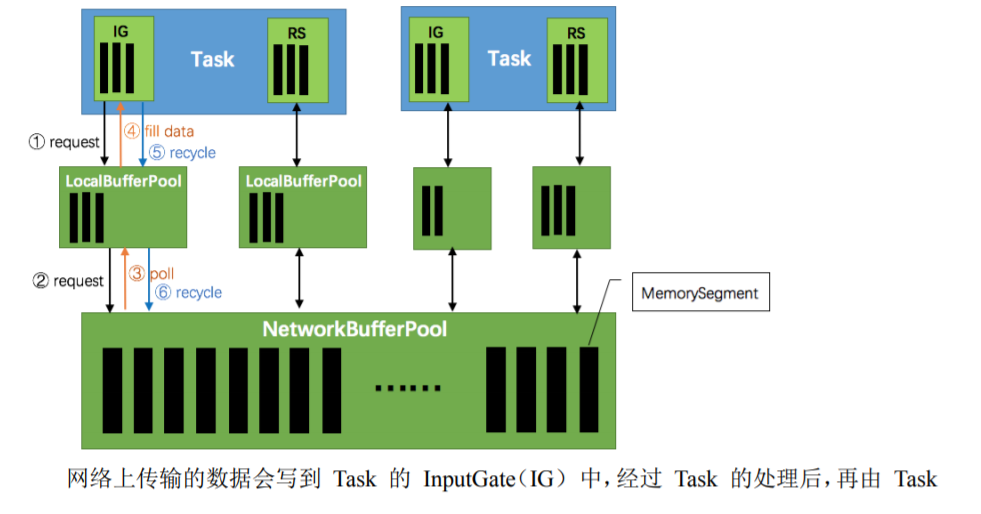 IG
RS
Task
IG
RS
Task
① request
④ fill data
⑤ recycle
LocalBufferPool
LocalBufferPool
② request
③ poll
⑥ recycle
MemorySegment
NetworkBufferPool
······
网络上传输的数据会写到 Task 的 InputGate(IG) 中,经过 Task 的处理后,再由 Task